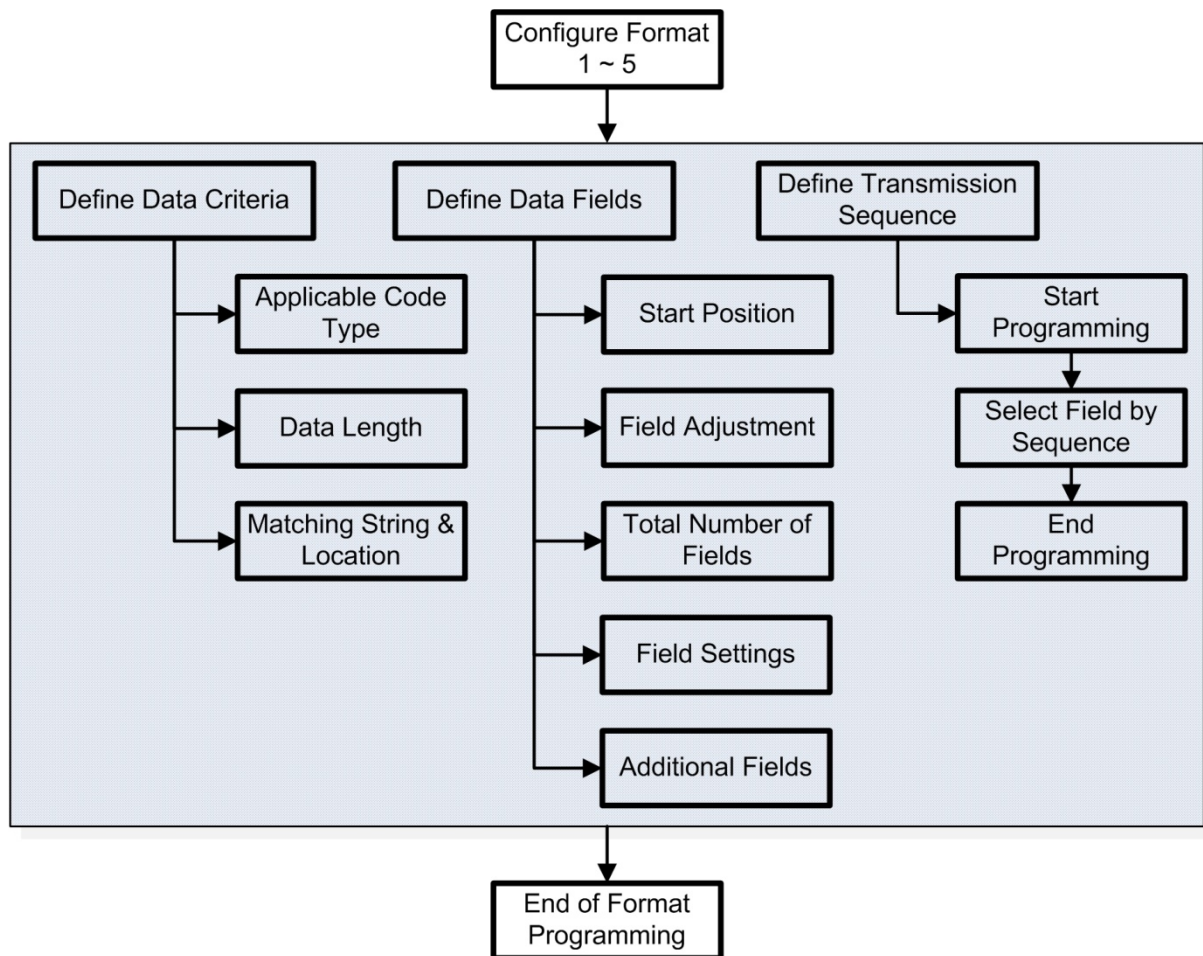 Configure Format
1 ~ 5
Define Data Criteria
Applicable Code
Type
Data Length
Matching String &
Location
Define Data Fields
Start Position
Field Adjustment
Total Number of
Fields
Field Settings
Additional Fields
Define Transmission
Sequence
Start
Programming
Select Field by
Sequence
End
Programming
End of Format
Programming